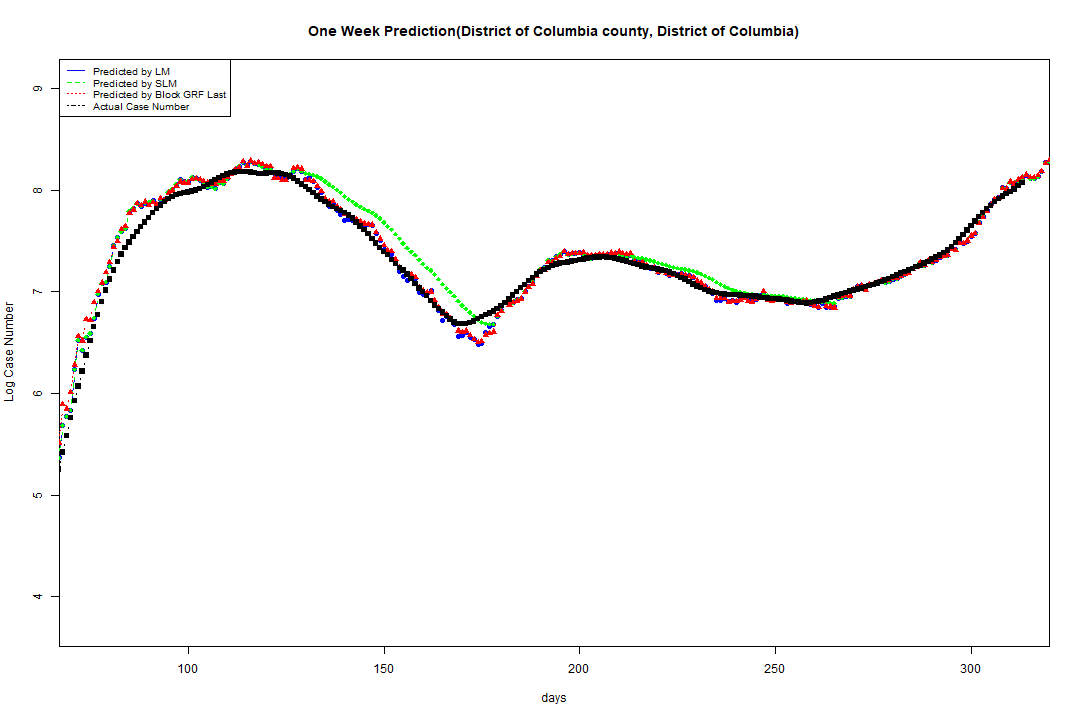 One Week Prediction(District of Columbia county, District of Columbia)
Predicted by LM
Predicted by SLM
Predicted by Block GRF Last
Actual Case Number
9
8
7
6
5
4
Log Case Number
100 150 200 250 300
days